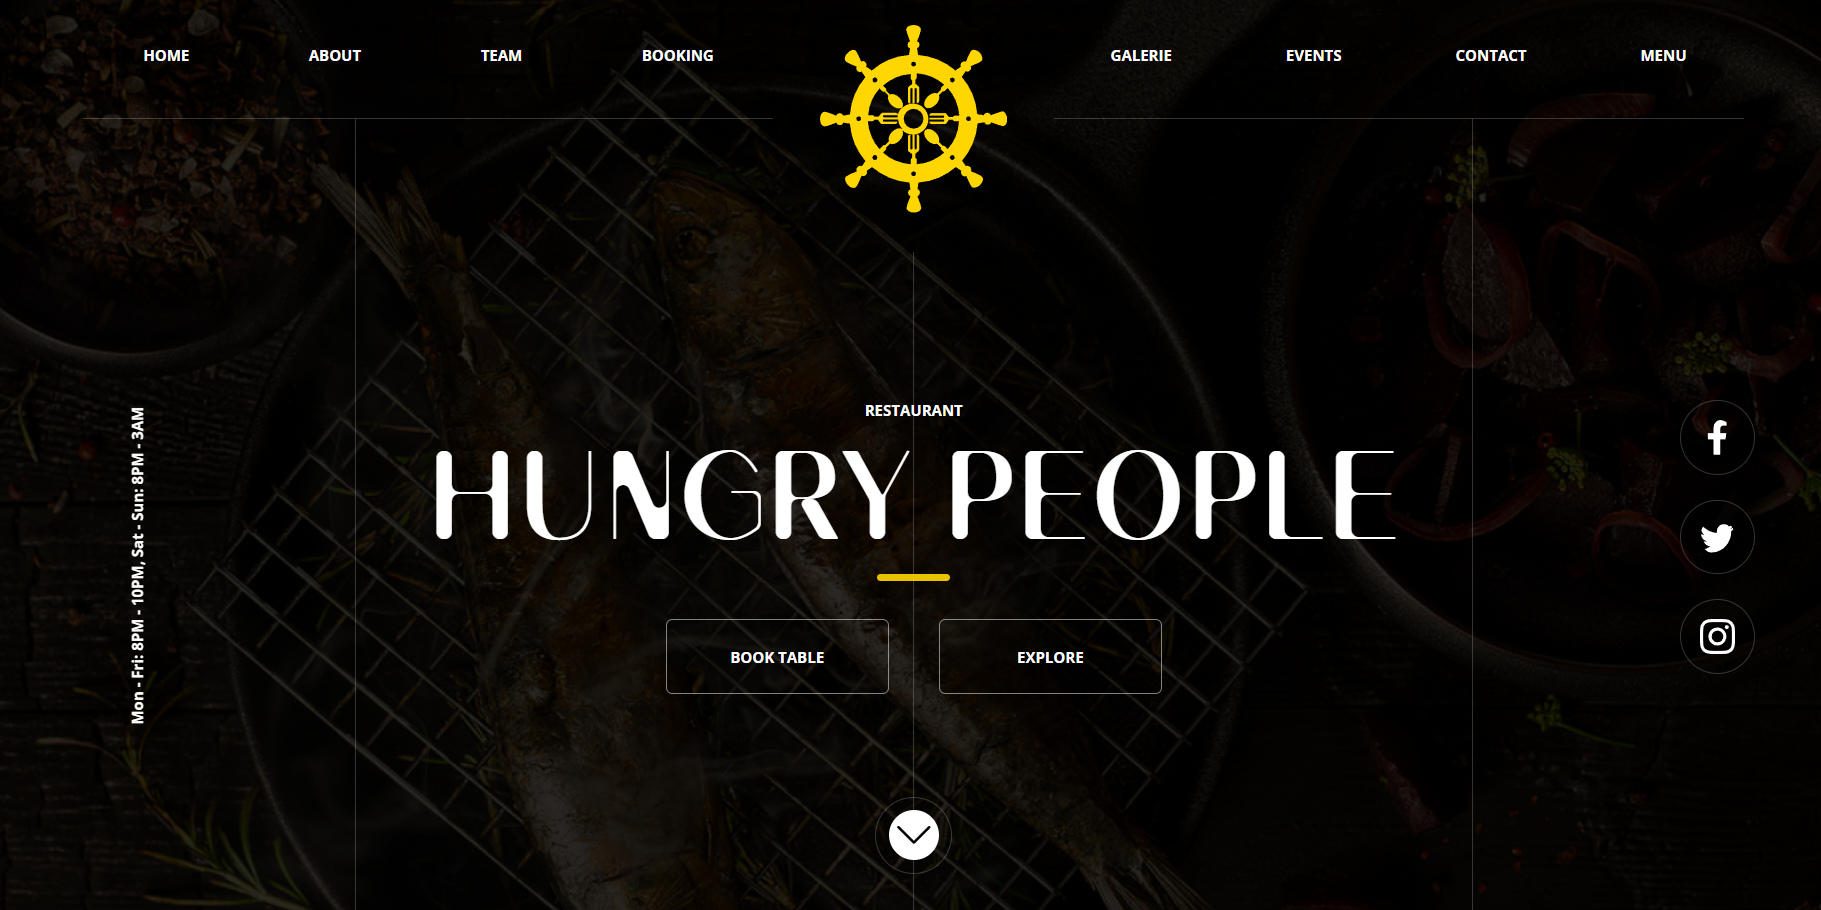 HOME
ABOUT
TEAM
BOOKING
GALERIE
EVENTS
CONTACT
MENU
Mon - Fri: 8PM - 10PM, Sat - Sun: 8PM - 3AM
RESTAURANT
HUNGRY PEOPLE
BOOK TABLE
EXPLORE